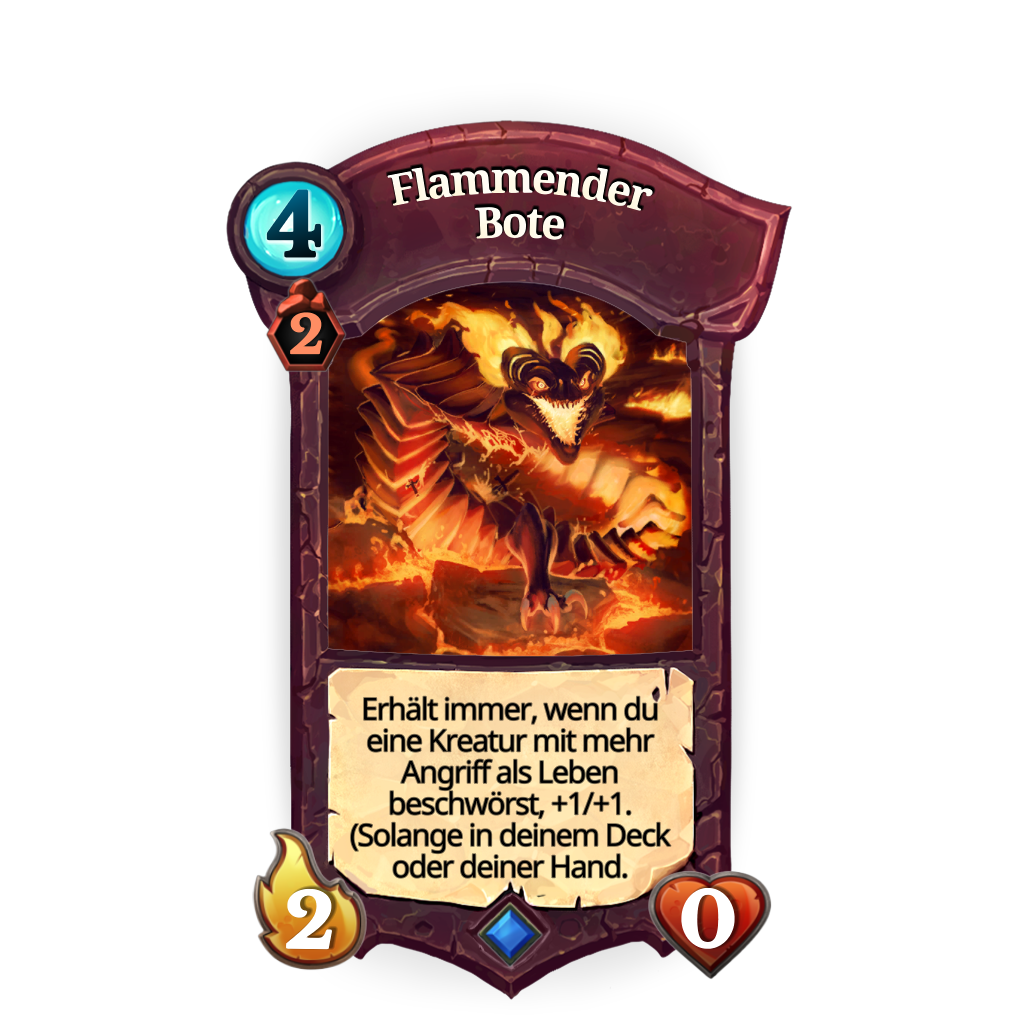 4
Flammender
Bote
2
Erhält immer, wenn du
eine Kreatur mit mehr
Angriff als Leben
beschwörst, +1/+1.
(Solange in deinem Deck
oder deiner Hand.
2
0